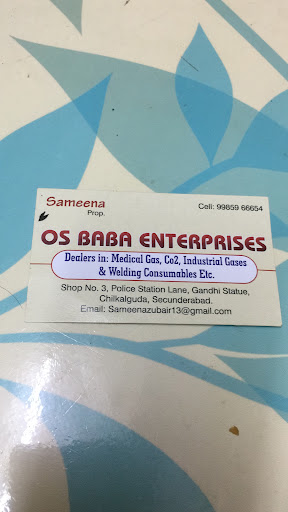 Sameena
Prop.
Cell: 99859 66654
OS BABA ENTERPRISES
Dealers in: Medical Gas, Co2, Industrial Gases
& Welding Consumables Etc.
Shop No. 3, Police Station Lane, Gandhi Statue,
Chilkalguda, Secunderabad.
Email: Sameenazubair13@gmail.com